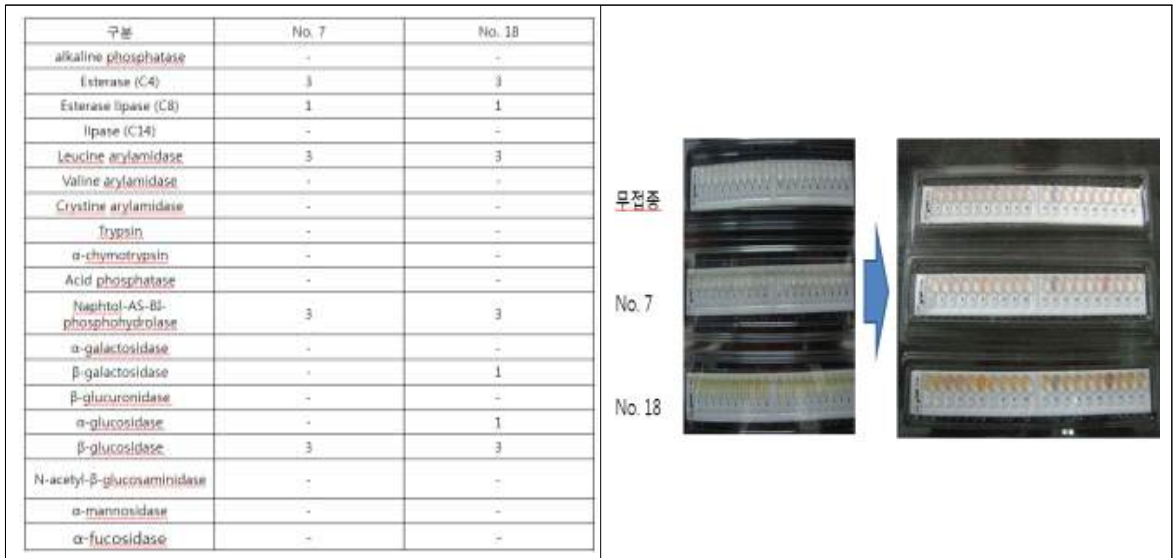 구분 No. 7 No. 18
alkaline phosphatase - -
Esterase (C4) 3 3
Esterase lipase (C8) 1 1
lipase (C14) - -
Leucine arylamidase 3 3
Valine arylamidase - -
Crystine arylamidase - -
Trypsin - -
α-chymotrypsin - -
Acid phosphatase - -
Naphtol-AS-BI-
phosphohydrolase 3 3
α-galactosidase - -
β-galactosidase - 1
β-glucuronidase - -
α-glucosidase - 1
β-glucosidase 3 3
N-acetyl-β-glucosaminidase - -
α-mannosidase - -
α-fucosidase - -
무접종
No. 7
No. 18